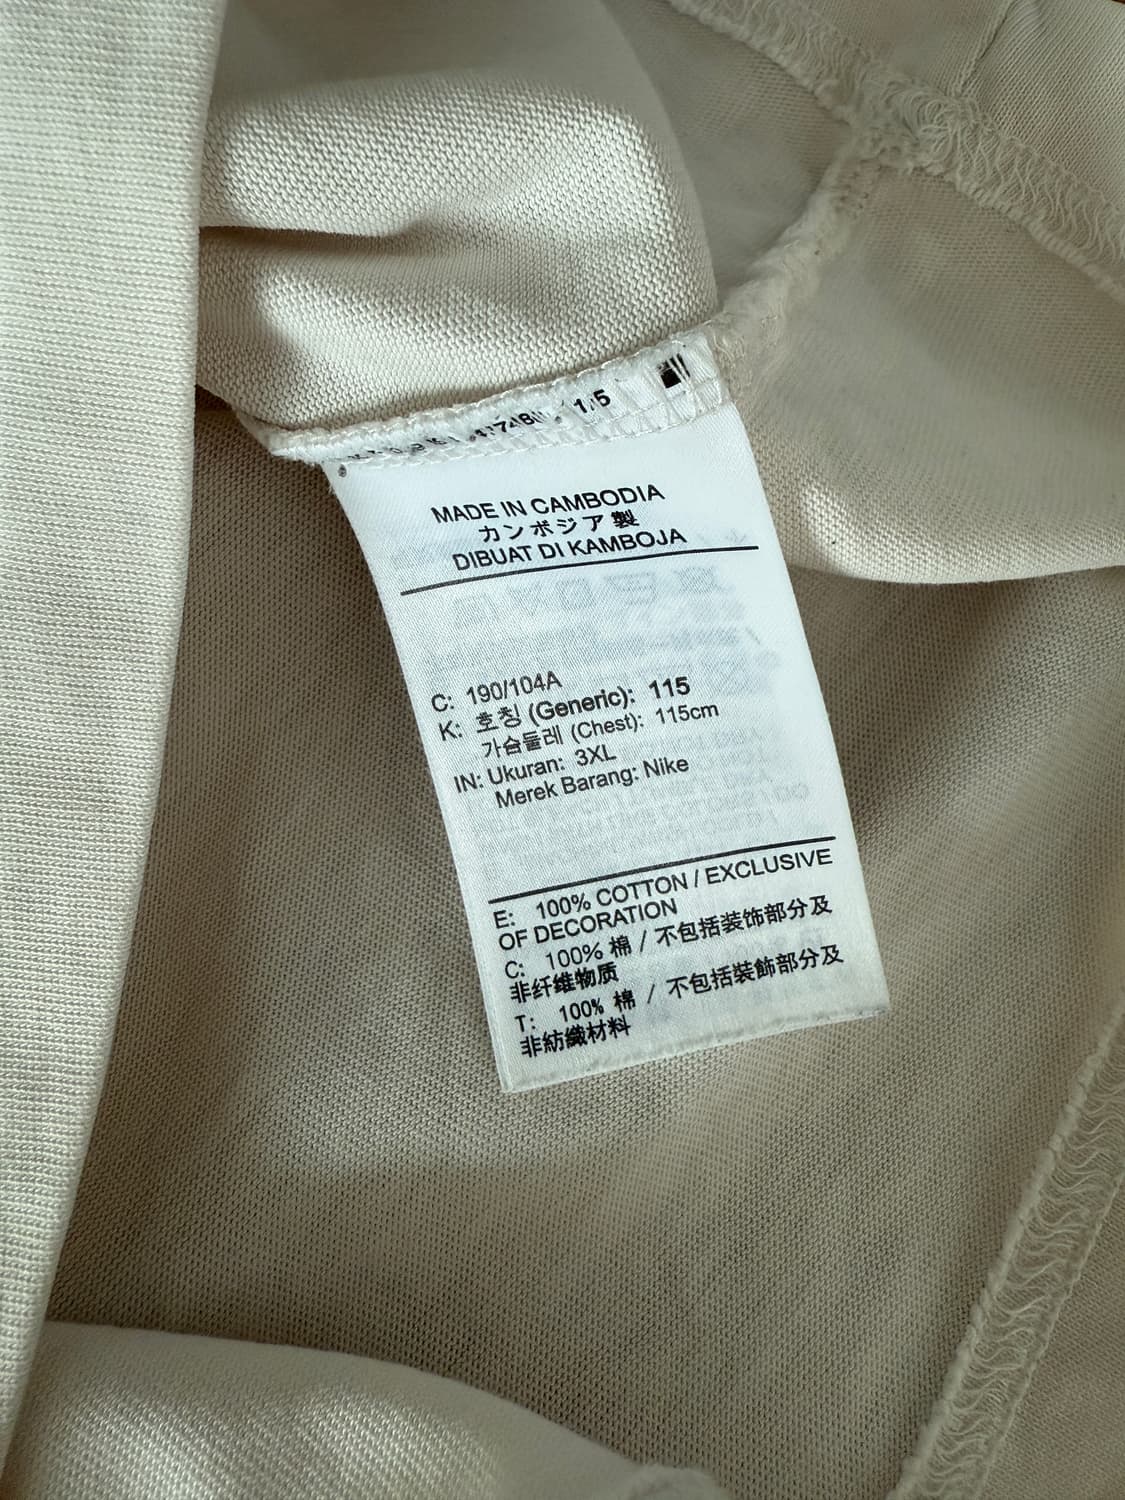 1/5
MADE IN CAMBODIA
カンボジア製
DIBUAT DI KAMBOJA
C: 190/104A
K: 호칭 (Generic): 115
가슴둘레 (Chest): 115cm
IN: Ukuran: 3XL
Merek Barang: Nike
E: 100% COTTON / EXCLUSIVE
OF DECORATION
C: 100% 棉 / 不包括装饰部分及
非纤维物质
T: 100% 棉 / 不包括裝飾部分及
非紡織材料